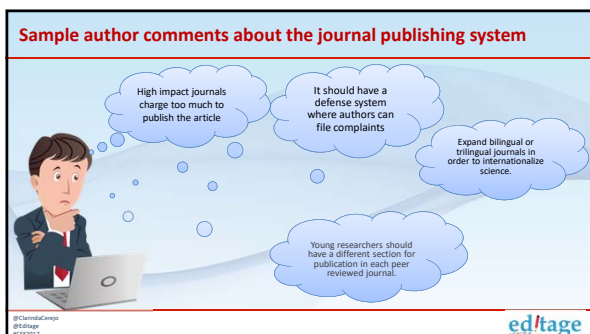 Sample author comments about the journal publishing system
High impact journals
charge too much to
publish the article
It should have a
defense system
where authors can
file complaints
Expand bilingual or
trilingual journals in
order to internationalize
science.
Young researchers should
have a different section for
publication in each peer
reviewed journal.
@ClarindaCerejo
@Editage
editage